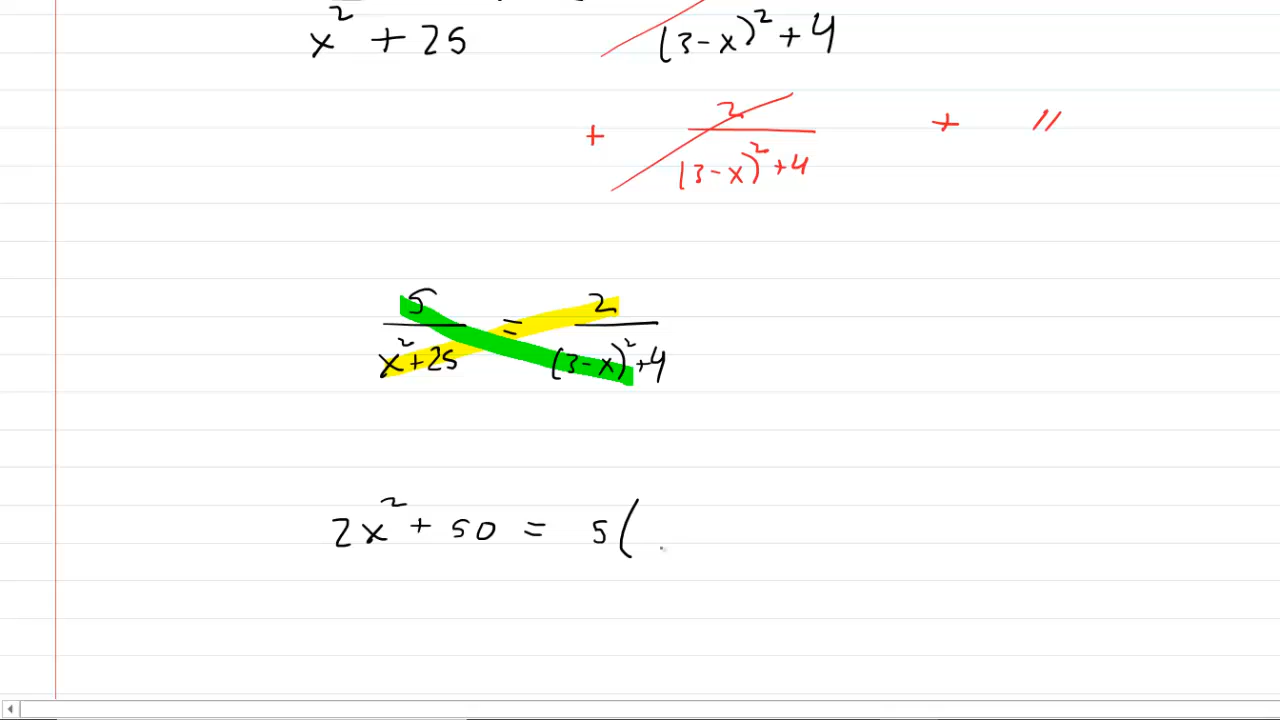 x² + 25 (3-x)² + 4
+ 2/((3-x)² + 4) + //
5/(x² + 25) = 2/((3-x)² + 4)
2x² + 50 = 5(